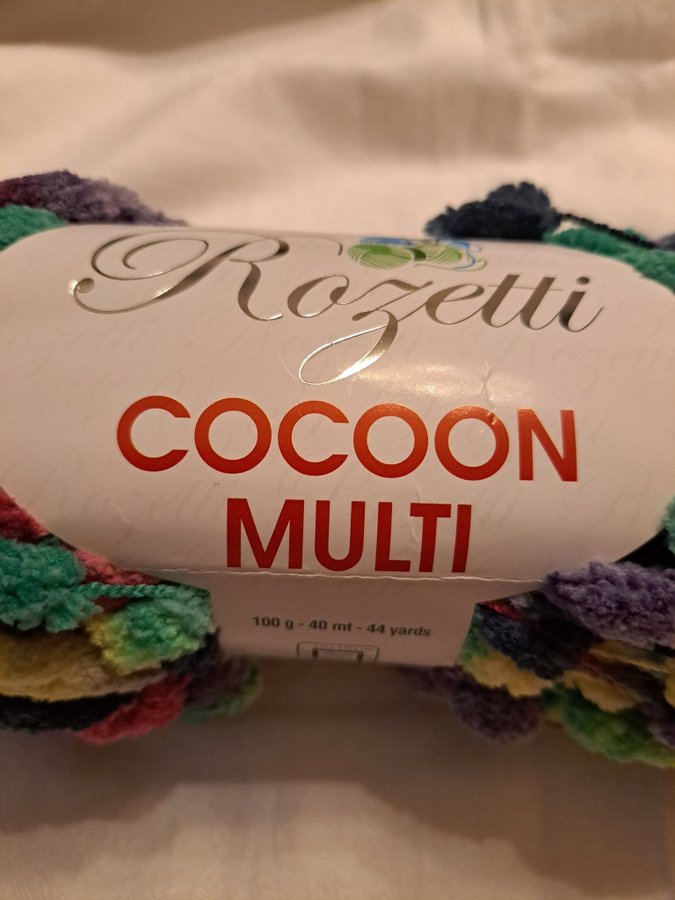 Rozetti
COCOON
MULTI
100 g - 40 mt - 44 yards